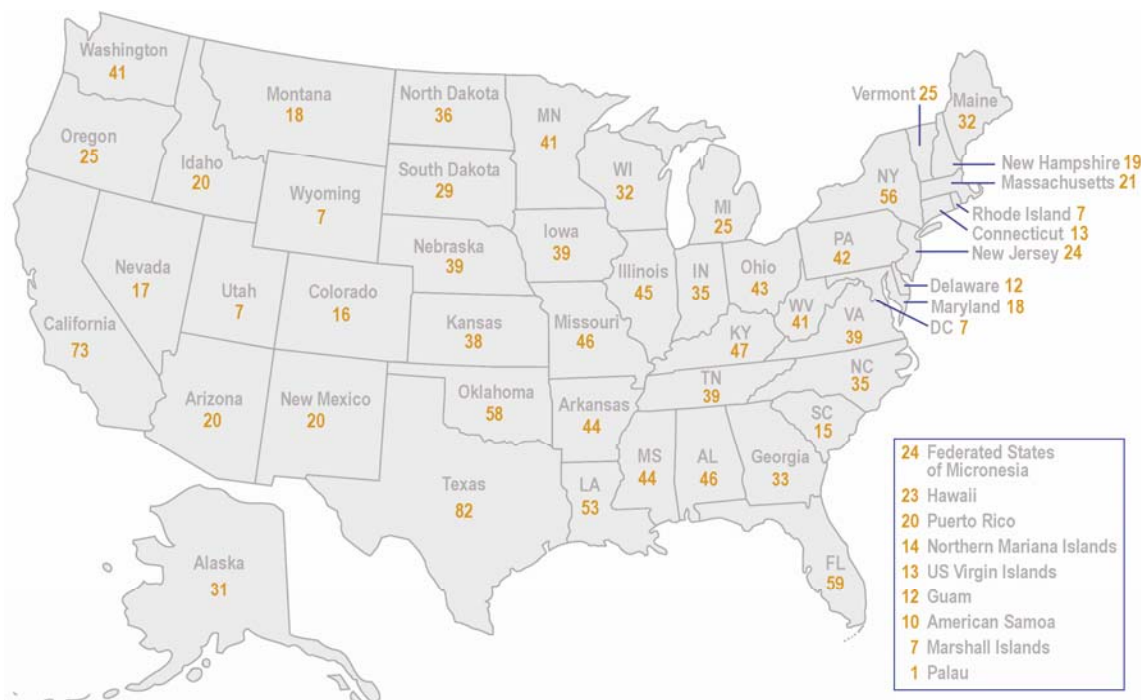 Washington
41
Montana
18
North Dakota
36
MN
41
Vermont 25
Maine
32
Oregon
25
Idaho
20
Wyoming
7
South Dakota
29
WI
32
MI
25
NY
56
New Hampshire 19
Massachusetts 21
Rhode Island 7
Connecticut 13
New Jersey 24
Nevada
17
Utah
7
Colorado
16
Nebraska
39
Iowa
39
Illinois
45
IN
35
Ohio
43
PA
42
Delaware 12
Maryland 18
DC 7
California
73
Kansas
38
Missouri
46
KY
47
WV
41
VA
39
Arizona
20
New Mexico
20
Oklahoma
58
Arkansas
44
TN
39
NC
35
SC
15
Texas
82
LA
53
MS
44
AL
46
Georgia
33
FL
59
Alaska
31
24 Federated States
of Micronesia
23 Hawaii
20 Puerto Rico
14 Northern Mariana Islands
13 US Virgin Islands
12 Guam
10 American Samoa
7 Marshall Islands
1 Palau